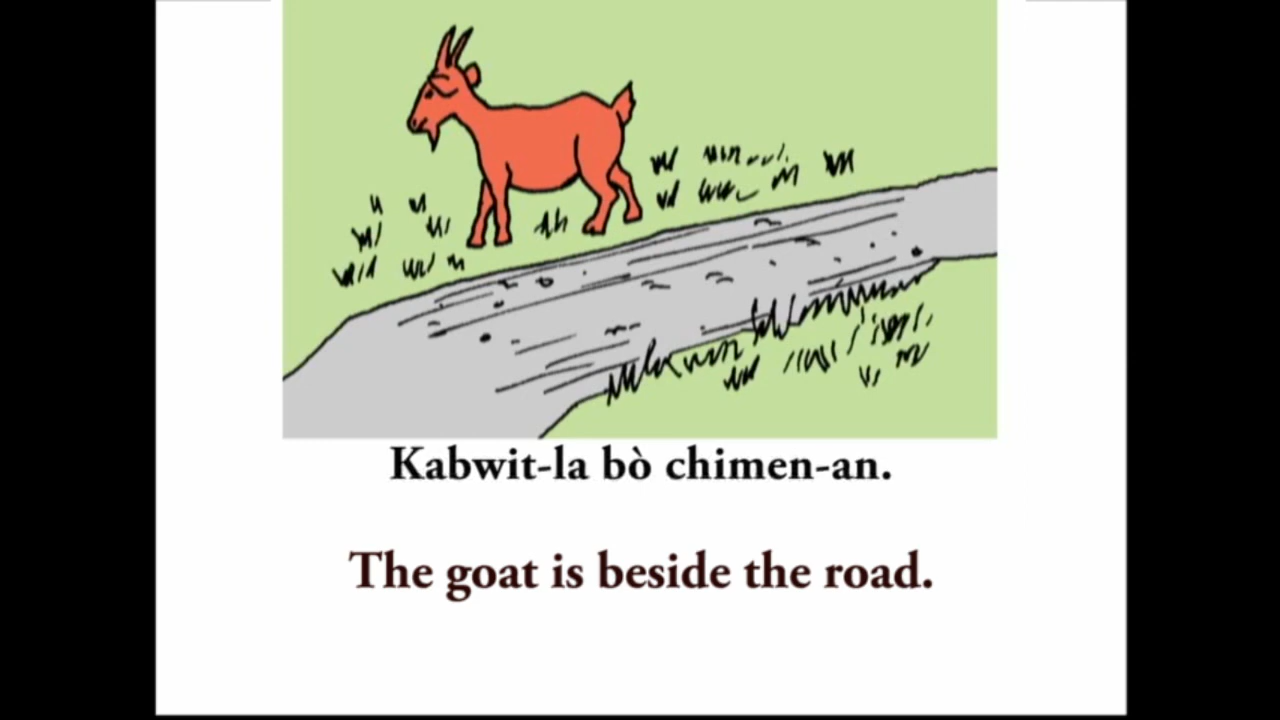 Kabwit-la bò chimen-an.
The goat is beside the road.